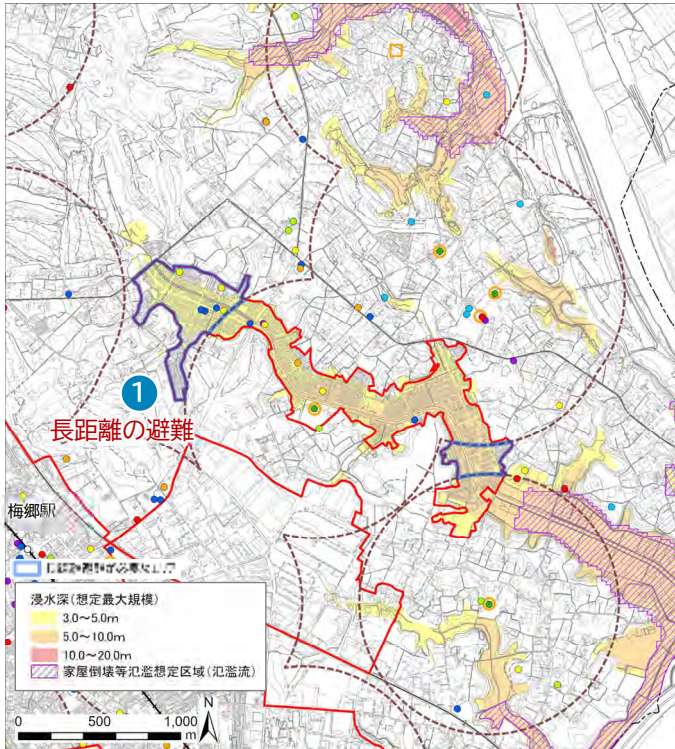 1
長距離の避難
梅郷駅
浸水深(想定最大規模)
3.0~5.0m
5.0~10.0m
10.0~20.0m
家屋倒壊等氾濫想定区域(氾濫流)
N
0 500 1,000
m